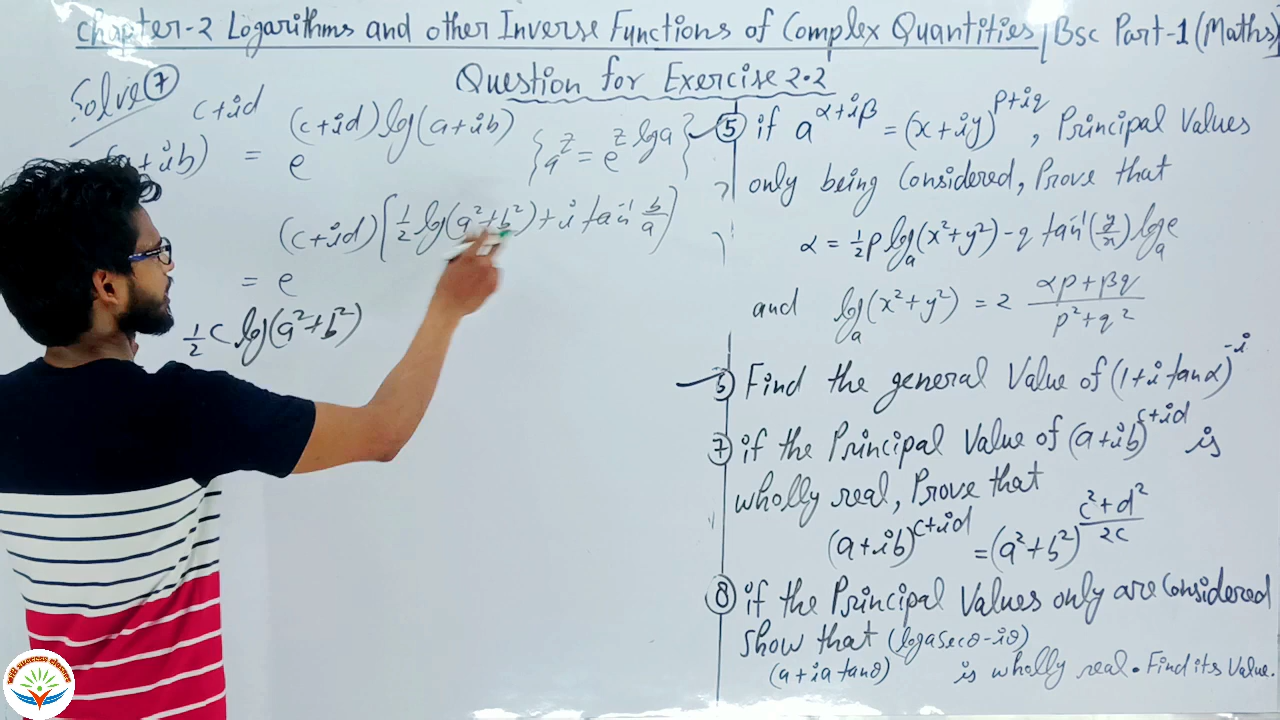 Chapter-2 Logarithms and other Inverse Functions of Complex Quantities / Bsc Part-1 (Maths)
Question for Exercise 2.2
Solve ⑦
(a+ib)^{c+id} = e^{(c+id) log(a+ib)} {a^z = e^{z log a}}
= e^{(c+id)[½ log(a²+b²) + i tan⁻¹ b/a]}
½ c log(a²+b²)
⑤ if a^{α+iβ} = (x+iy)^{p+iq}, Principal Values
only being Considered, Prove that
α = ½ p log_a(x²+y²) - q tan⁻¹(y/x) log_a e
and log_a(x²+y²) = 2 (αp+βq)/(p²+q²)
⑥ Find the general Value of (1+i tanα)^{-i}
⑦ if the Principal Value of (a+ib)^{c+id} is
wholly real, Prove that
(a+ib)^{c+id} = (a²+b²)^{(c²+d²)/2c}
⑧ if the Principal Values only are Considered
Show that (a+ia tanθ)^{(log a secθ - iθ)} is wholly real. Find its Value.
success classes